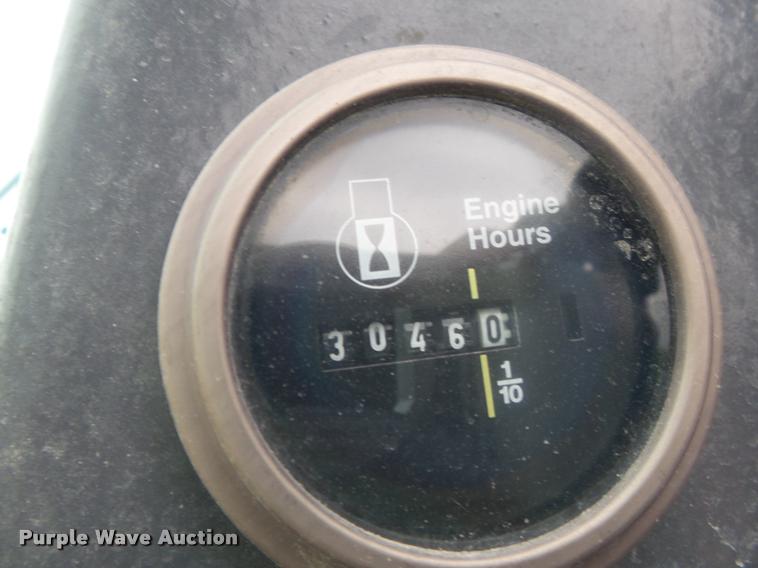 Engine
Hours
30460
1/10
Purple Wave Auction